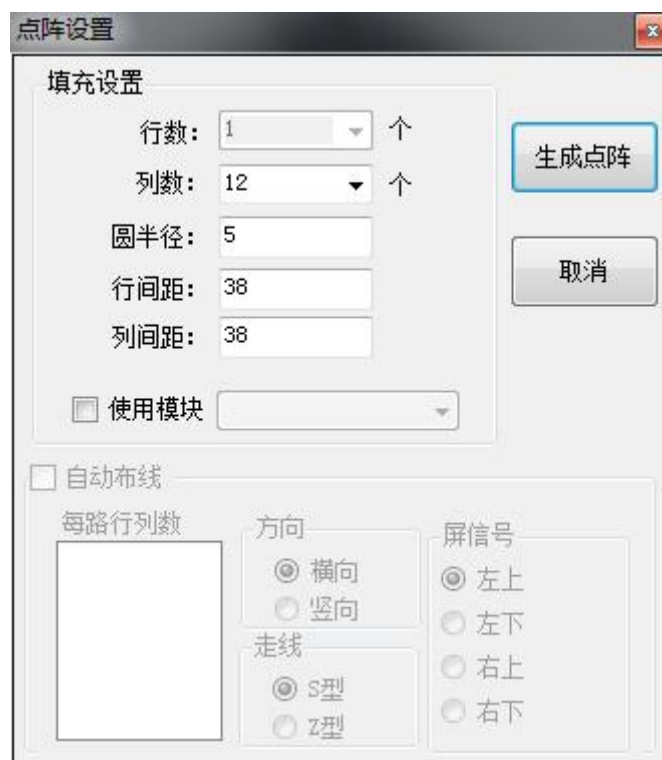 点阵设置
填充设置
行数： 1 个
列数： 12 个
圆半径： 5
行间距： 38
列间距： 38
使用模块
生成点阵
取消
自动布线
每路行列数
方向
横向
竖向
走线
S型
Z型
屏信号
左上
左下
右上
右下